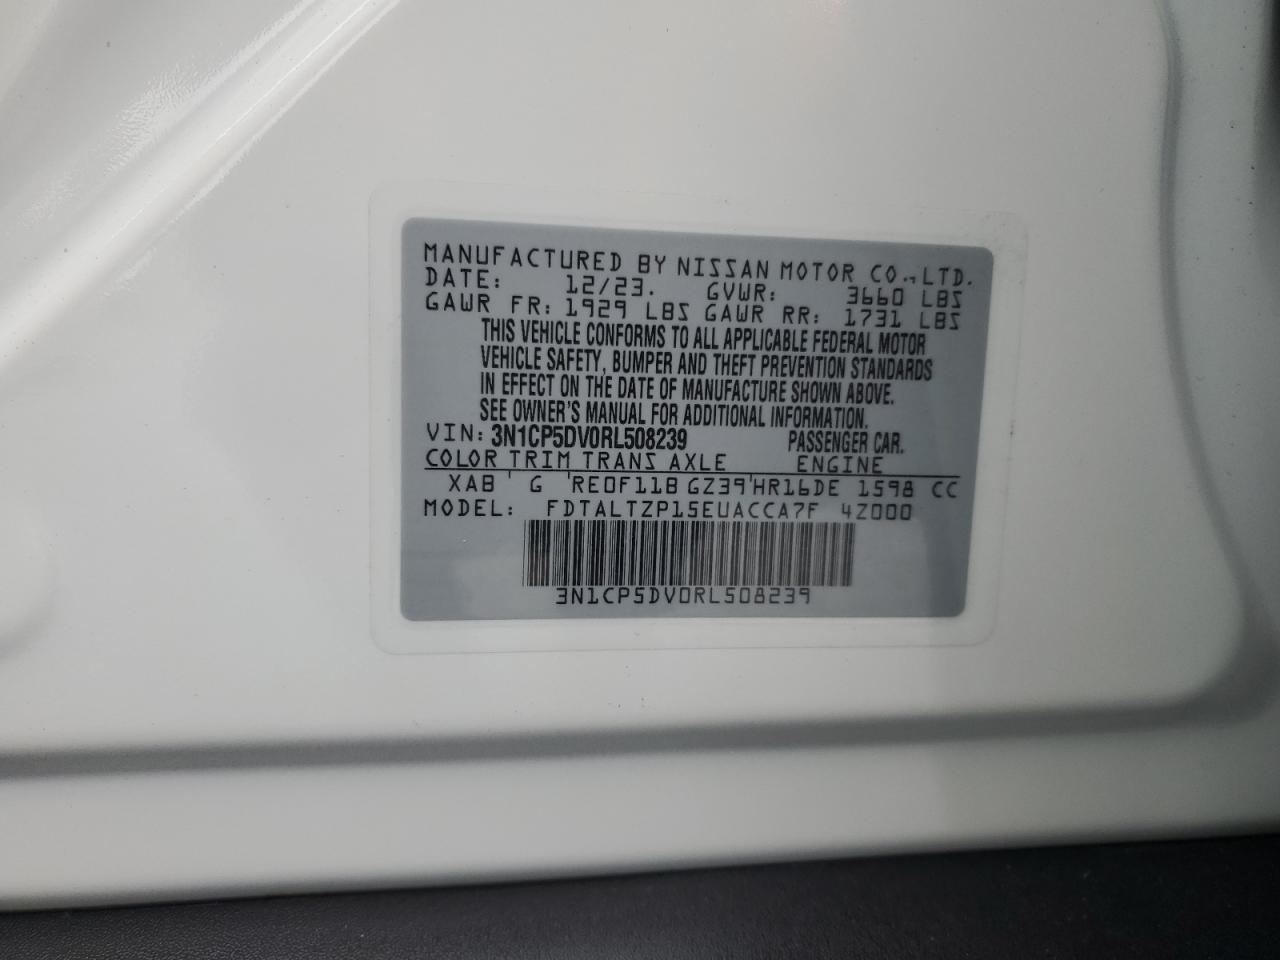 MANUFACTURED BY NISSAN MOTOR CO.,LTD.
DATE: 12/23. GVWR: 3660 LBS
GAWR FR: 1929 LBS GAWR RR: 1731 LBS
THIS VEHICLE CONFORMS TO ALL APPLICABLE FEDERAL MOTOR
VEHICLE SAFETY, BUMPER AND THEFT PREVENTION STANDARDS
IN EFFECT ON THE DATE OF MANUFACTURE SHOWN ABOVE.
SEE OWNER'S MANUAL FOR ADDITIONAL INFORMATION.
VIN: 3N1CP5DV0RL508239 PASSENGER CAR.
COLOR TRIM TRANS AXLE ENGINE
XAB ' G 'RE0F11B GZ39'HR16DE 1598 CC
MODEL: FDTALTZP15EUACCA7F 4Z000
3N1CP5DV0RL508239